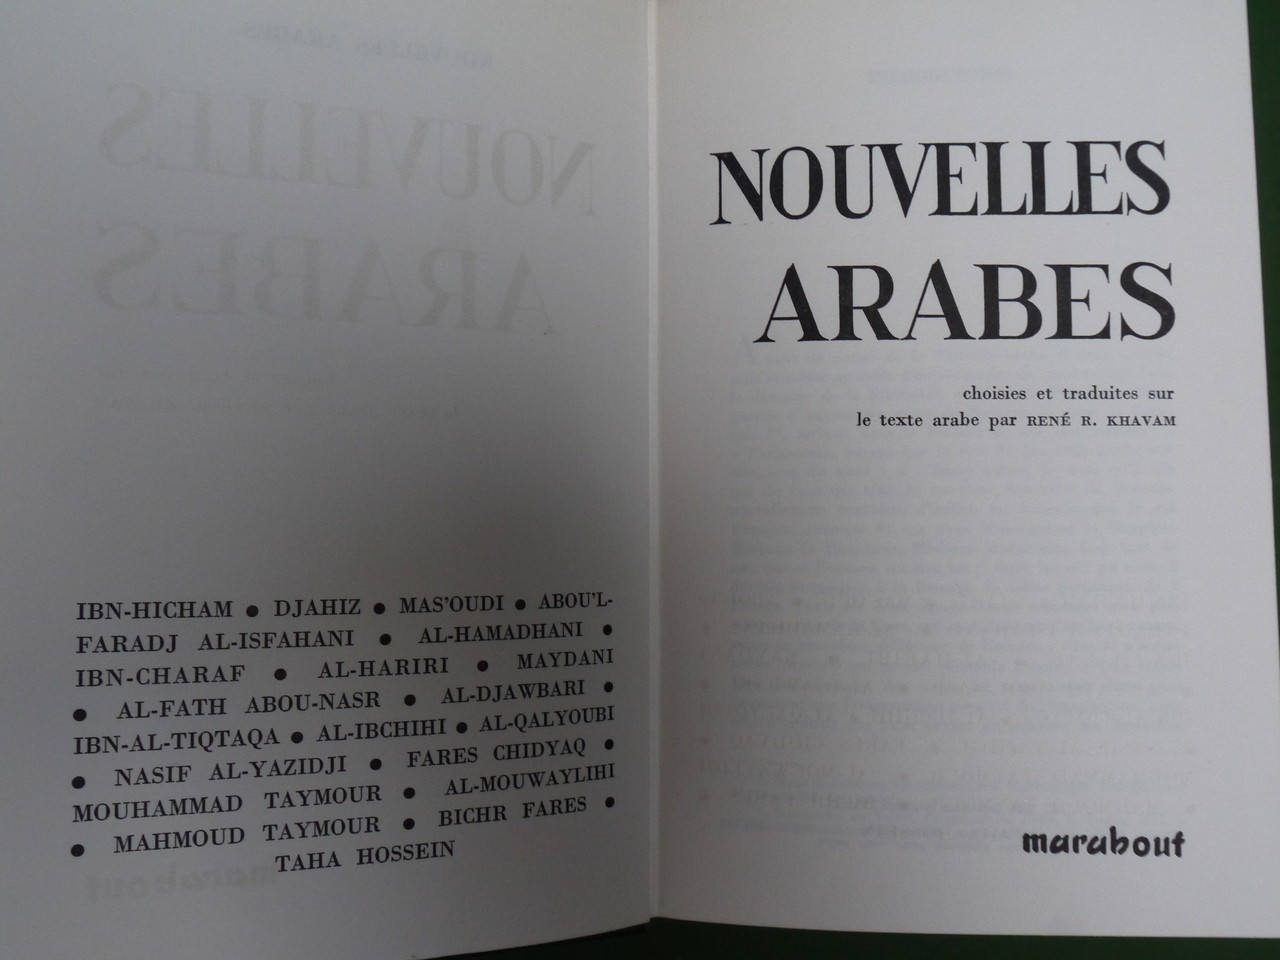 IBN-HICHAM ● DJAHIZ ● MAS'OUDI ● ABOU'L-
FARADJ AL-ISFAHANI ● AL-HAMADHANI ●
IBN-CHARAF ● AL-HARIRI ● MAYDANI
● AL-FATH ABOU-NASR ● AL-DJAWBARI ●
IBN-AL-TIQTAQA ● AL-IBCHIHI ● AL-QALYOUBI
● NASIF AL-YAZIDJI ● FARES CHIDYAQ ●
MOUHAMMAD TAYMOUR ● AL-MOUWAYLIHI
● MAHMOUD TAYMOUR ● BICHR FARES ●
TAHA HOSSEIN
NOUVELLES
ARABES
choisies et traduites sur
le texte arabe par RENÉ R. KHAVAM
marabout